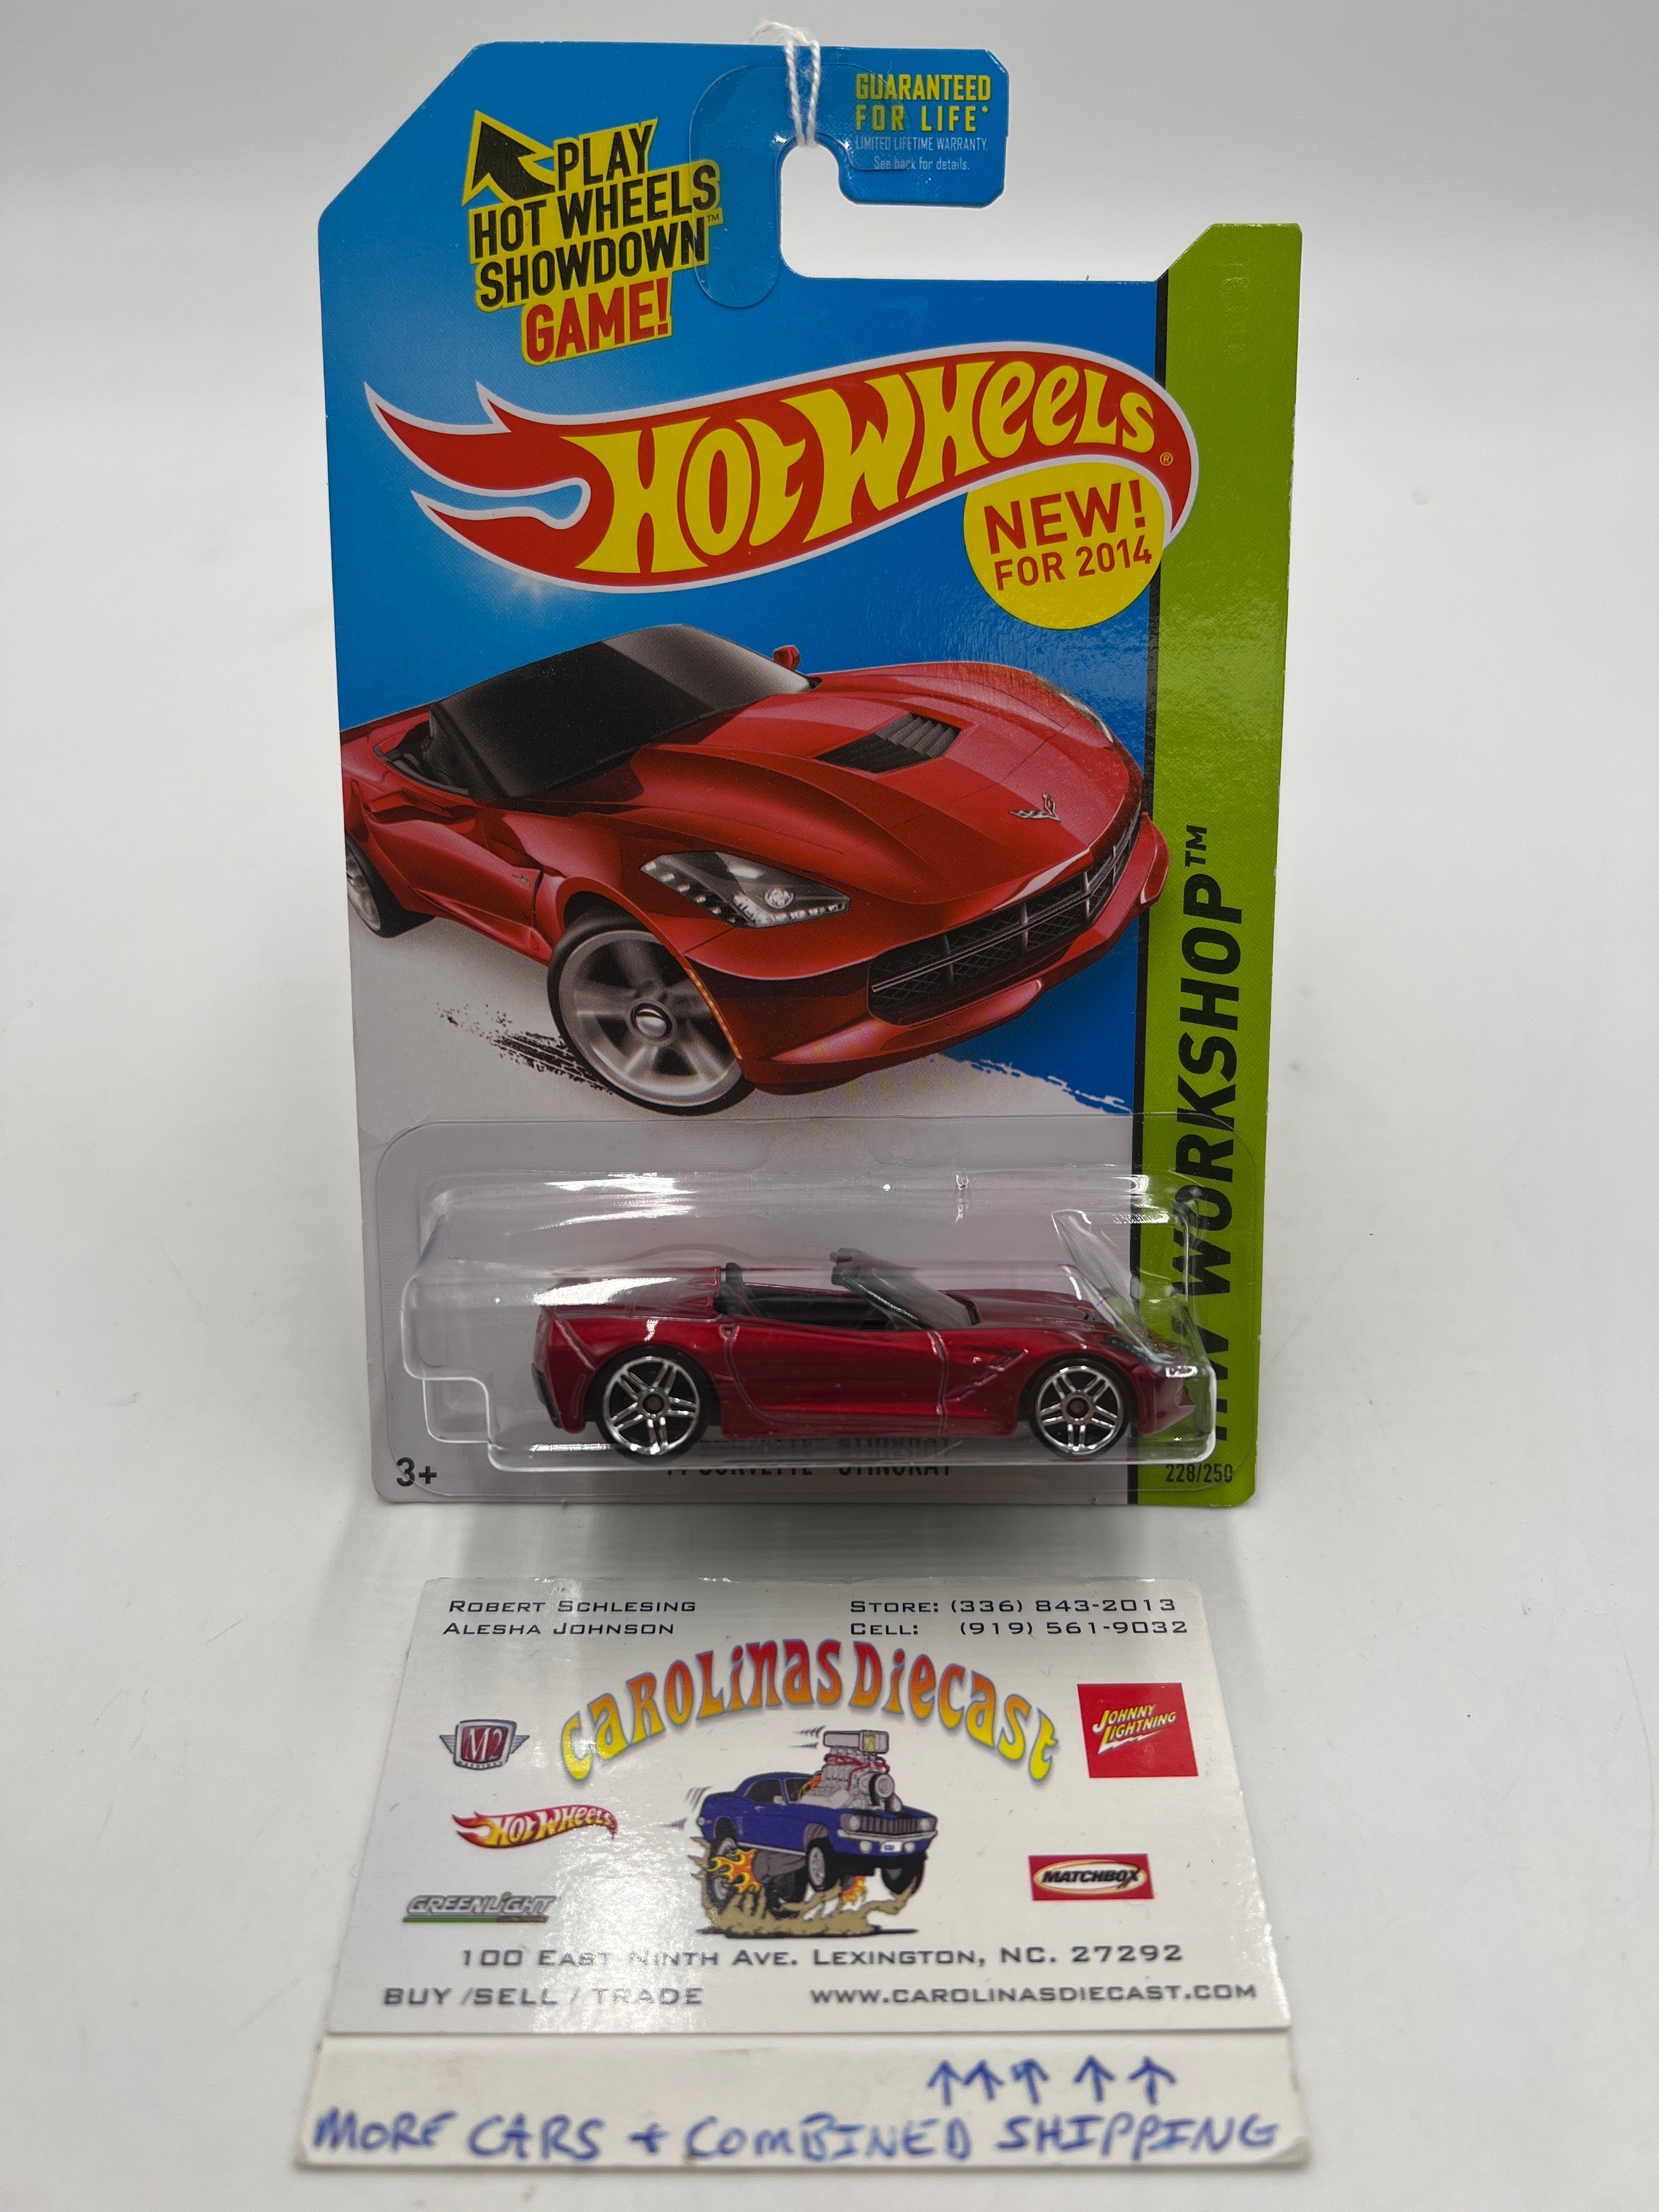 GUARANTEED
FOR LIFE*
LIMITED LIFETIME WARRANTY.
See back for details.
PLAY
HOT WHEELS
SHOWDOWN™
GAME!
HOT WHEELS®
NEW!
FOR 2014
HW WORKSHOP™
3+
CORVETTE STINGRAY
228/250
ROBERT SCHLESING
ALESHA JOHNSON
STORE: (336) 843-2013
CELL: (919) 561-9032
CAROLINAS DIECAST
M2
JOHNNY
LIGHTNING
HOT WHEELS
MATCHBOX
GREENLIGHT
100 EAST NINTH AVE. LEXINGTON, NC. 27292
BUY /SELL / TRADE
WWW.CAROLINASDIECAST.COM
MORE CARS + COMBINED SHIPPING